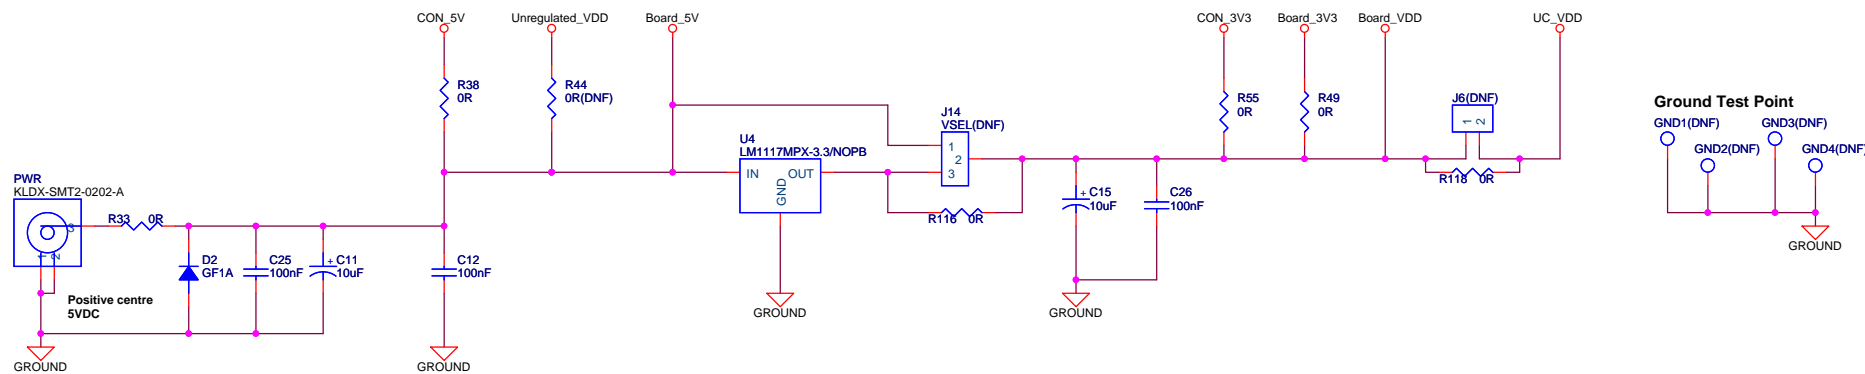 CON_5V
Unregulated_VDD
Board_5V
CON_3V3
Board_3V3
Board_VDD
UC_VDD
R38
0R
R44
0R(DNF)
R55
0R
R49
0R
J6(DNF)
1 2
Ground Test Point
GND1(DNF)
GND3(DNF)
GND2(DNF)
GND4(DNF)
J14
VSEL(DNF)
1
2
3
U4
LM1117MPX-3.3/NOPB
IN
OUT
GND
R116 0R
R118 0R
C15
10uF
C26
100nF
PWR
KLDX-SMT2-0202-A
3
1
2
R33 0R
D2
GF1A
C25
100nF
+ C11
10uF
C12
100nF
+
Positive centre
5VDC
GROUND
GROUND
GROUND
GROUND
GROUND